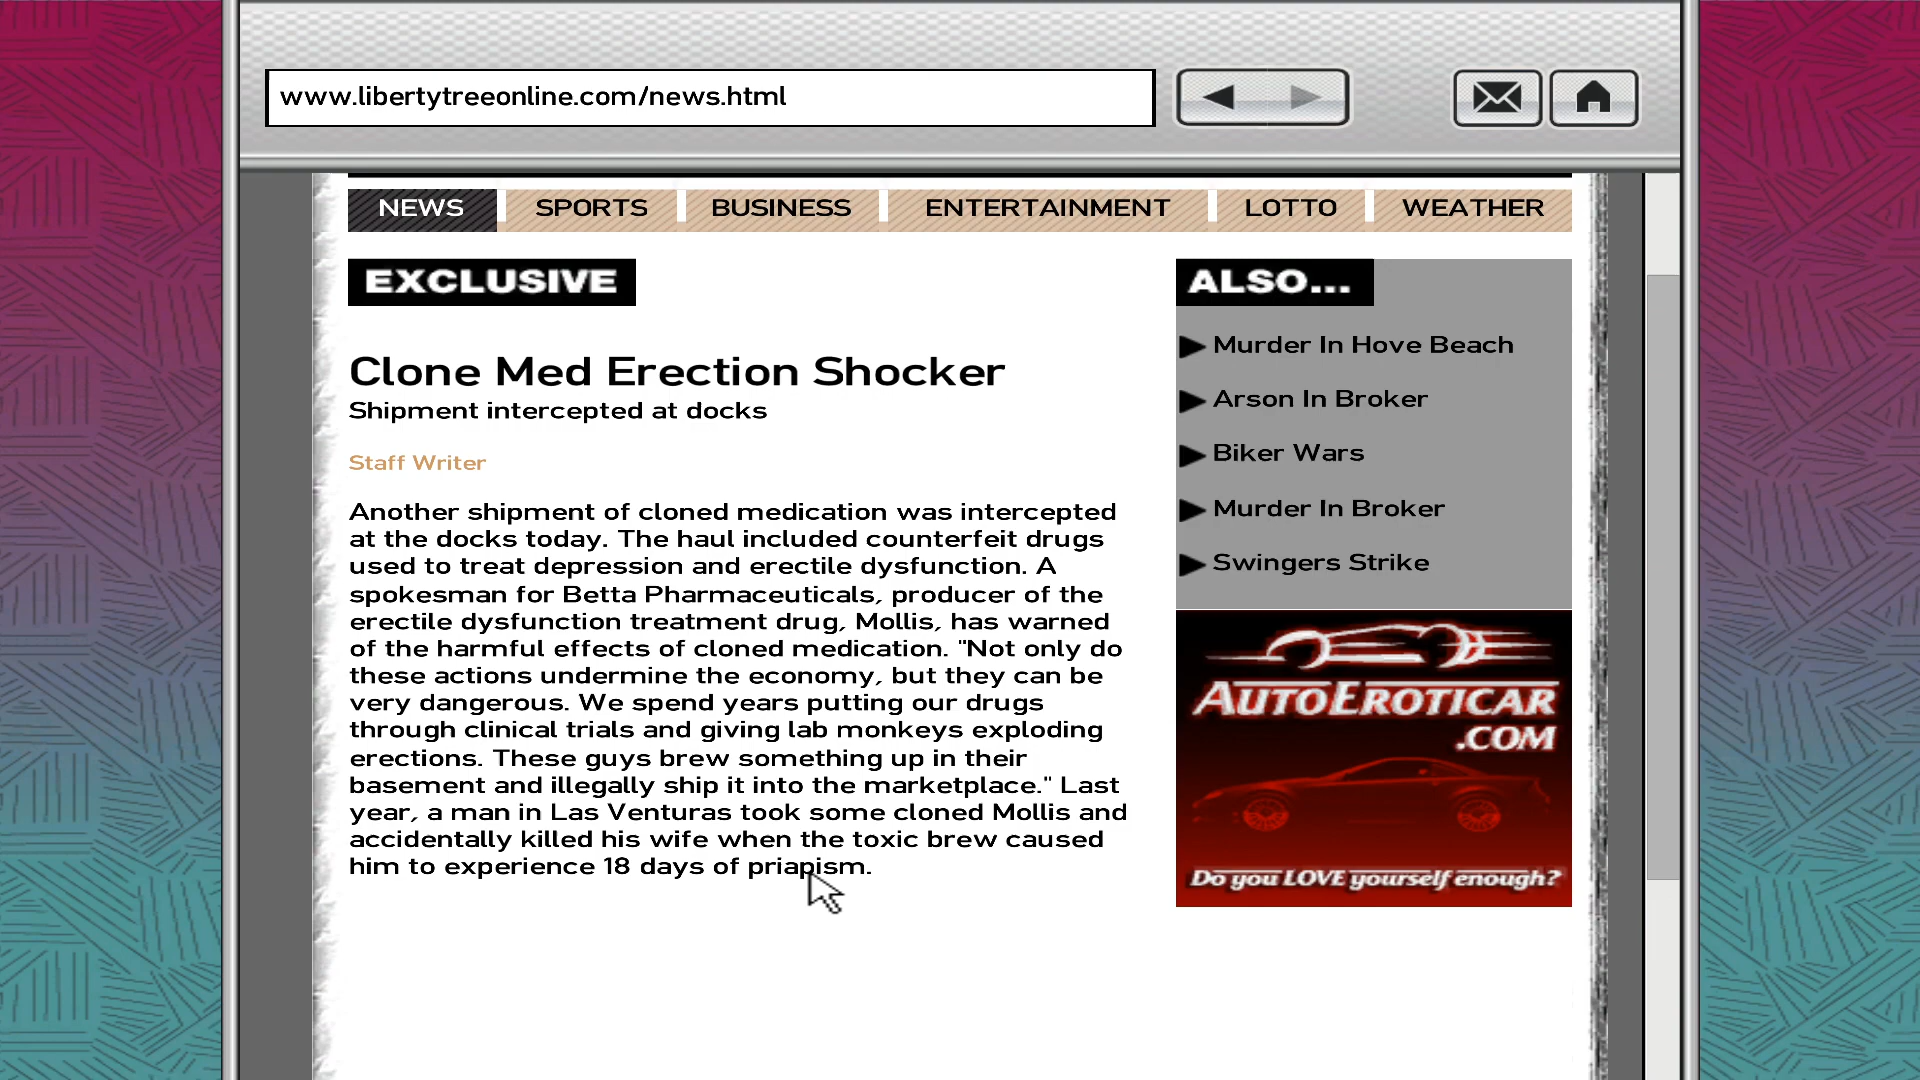 www.libertytreeonline.com/news.html
NEWS
SPORTS
BUSINESS
ENTERTAINMENT
LOTTO
WEATHER
EXCLUSIVE
Clone Med Erection Shocker
Shipment intercepted at docks
Staff Writer
Another shipment of cloned medication was intercepted
at the docks today. The haul included counterfeit drugs
used to treat depression and erectile dysfunction. A
spokesman for Betta Pharmaceuticals, producer of the
erectile dysfunction treatment drug, Mollis, has warned
of the harmful effects of cloned medication. "Not only do
these actions undermine the economy, but they can be
very dangerous. We spend years putting our drugs
through clinical trials and giving lab monkeys exploding
erections. These guys brew something up in their
basement and illegally ship it into the marketplace." Last
year, a man in Las Venturas took some cloned Mollis and
accidentally killed his wife when the toxic brew caused
him to experience 18 days of priapism.
ALSO...
Murder In Hove Beach
Arson In Broker
Biker Wars
Murder In Broker
Swingers Strike
AUTOEROTICAR
.COM
Do you LOVE yourself enough?